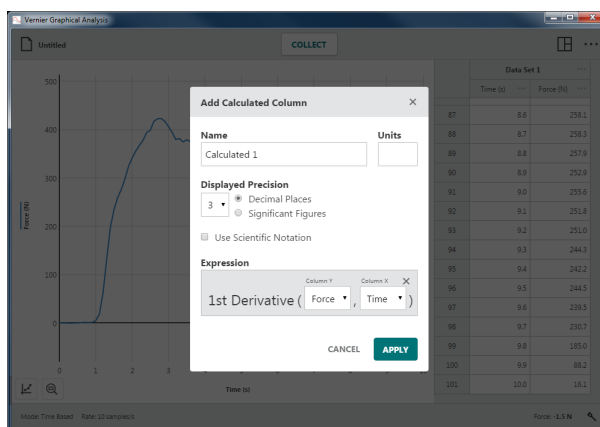 Vernier Graphical Analysis
Untitled
COLLECT
500
400
300
200
100
0
Force (N)
0 1 2 3
Time (s)
Data Set 1
Time (s) Force (N)
87 8.6 258.1
88 8.7 258.3
89 8.8 257.9
90 8.9 252.9
91 9.0 255.6
92 9.1 251.8
93 9.2 251.0
94 9.3 244.3
95 9.4 242.2
96 9.5 244.5
97 9.6 239.5
98 9.7 230.7
99 9.8 185.0
100 9.9 88.2
101 10.0 16.1
Add Calculated Column
Name Units
Calculated 1
Displayed Precision
3 Decimal Places
Significant Figures
Use Scientific Notation
Expression
Column Y Column X
1st Derivative ( Force , Time )
CANCEL APPLY
Mode: Time Based Rate: 10 samples/s
Force: -1.5 N